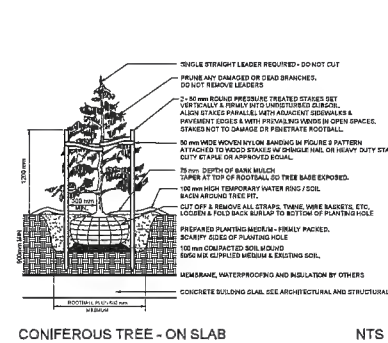 SINGLE STRAIGHT LEADER REQUIRED - DO NOT CUT
PRUNE ANY DAMAGED OR DEAD BRANCHES.
DO NOT REMOVE LEADERS
2 - 50 mm ROUND PRESSURE TREATED STAKES SET
VERTICALLY & FIRMLY INTO UNDISTURBED SUBSOIL.
ALIGN STAKES PARALLEL WITH ADJACENT SIDEWALKS &
PAVEMENT EDGES & WITH PREVAILING WINDS IN OPEN SPACES.
STAKES NOT TO DAMAGE OR PENETRATE ROOTBALL.
50 mm WIDE WOVEN NYLON BANDING IN FIGURE 8 PATTERN
ATTACHED TO WOOD STAKES W/ SHINGLE NAIL OR HEAVY DUTY STA
DUTY STAPLE OR APPROVED EQUAL.
75 mm DEPTH OF BARK MULCH
TAPER AT TOP OF ROOTBALL SO TREE BASE EXPOSED.
100 mm HIGH TEMPORARY WATER RING / SOIL
BASIN AROUND TREE PIT.
CUT OFF & REMOVE ALL STRAPS, TWINE, WIRE BASKETS, ETC,
LOOSEN & FOLD BACK BURLAP TO BOTTOM OF PLANTING HOLE
PREPARED PLANTING MEDIUM - FIRMLY PACKED.
SCARIFY SIDES OF PLANTING HOLE
100 mm COMPACTED SOIL MOUND
50/50 MIX SUPPLIED MEDIUM & EXISTING SOIL.
MEMBRANE, WATERPROOFING AND INSULATION BY OTHERS
CONCRETE BUILDING SLAB. SEE ARCHITECTURAL AND STRUCTURAL
1200 mm
300 mm
MIN.
900mm MIN.
ROOTBALL PLUS
MEDIUM
CONIFEROUS TREE - ON SLAB
NTS